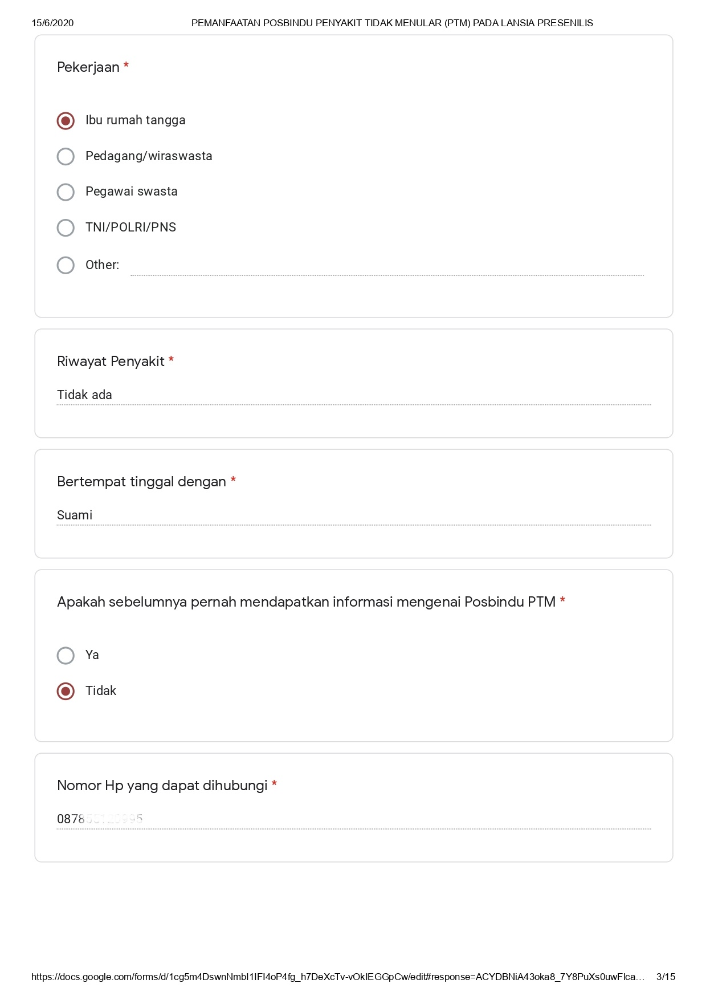 15/6/2020 PEMANFAATAN POSBINDU PENYAKIT TIDAK MENULAR (PTM) PADA LANSIA PRESENILIS
Pekerjaan *
Ibu rumah tangga
Pedagang/wiraswasta
Pegawai swasta
TNI/POLRI/PNS
Other:
Riwayat Penyakit *
Tidak ada
Bertempat tinggal dengan *
Suami
Apakah sebelumnya pernah mendapatkan informasi mengenai Posbindu PTM *
Ya
Tidak
Nomor Hp yang dapat dihubungi *
https://docs.google.com/forms/d/1cg5m4DswnNmbI1IFI4oP4fg_h7DeXcTv-vOkIEGGpCw/edit#response=ACYDBNiA43oka8_7Y8PuXs0uwFIca… 3/15